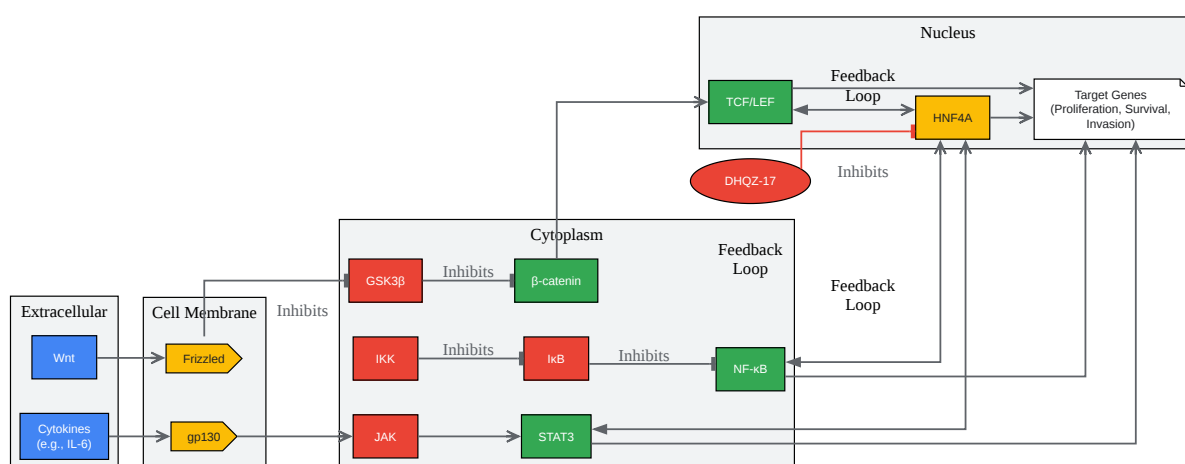 Nucleus
Feedback
Loop
TCF/LEF
HNF4A
Target Genes
(Proliferation, Survival,
Invasion)
DHQZ-17
Inhibits
Cytoplasm
Feedback
Loop
GSK3β
Inhibits
β-catenin
Feedback
Loop
Extracellular
Cell Membrane
Inhibits
Wnt
Frizzled
IKK
Inhibits
IκB
Inhibits
NF-κB
Cytokines
(e.g., IL-6)
gp130
JAK
STAT3